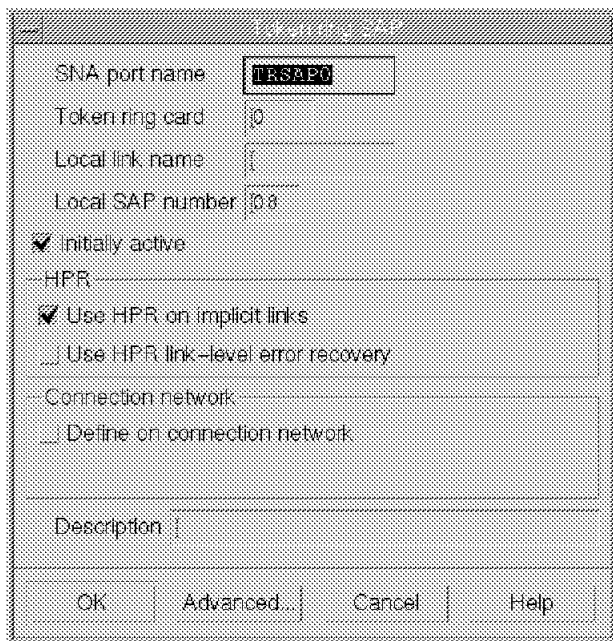 Token ring SAP
SNA port name TRSAP0
Token ring card 0
Local link name
Local SAP number 08
Initially active
HPR
Use HPR on implicit links
Use HPR link-level error recovery
Connection network
Define on connection network
Description
OK Advanced... Cancel Help